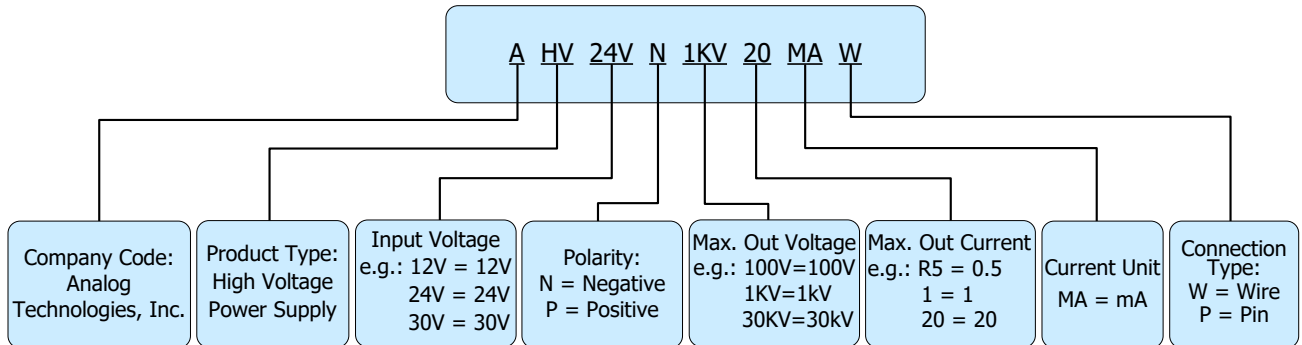 A HV 24V N 1KV 20 MA W
Company Code:
Analog
Technologies, Inc.
Product Type:
High Voltage
Power Supply
Input Voltage
e.g.: 12V = 12V
24V = 24V
30V = 30V
Polarity:
N = Negative
P = Positive
Max. Out Voltage
e.g.: 100V=100V
1KV=1kV
30KV=30kV
Max. Out Current
e.g.: R5 = 0.5
1 = 1
20 = 20
Current Unit
MA = mA
Connection
Type:
W = Wire
P = Pin